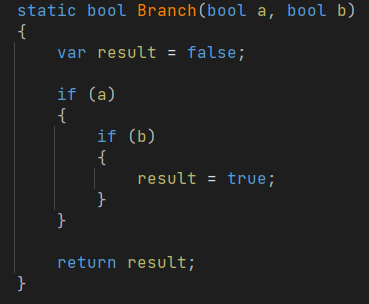 static bool Branch(bool a, bool b)
{
    var result = false;

    if (a)
    {
        if (b)
        {
            result = true;
        }
    }

    return result;
}